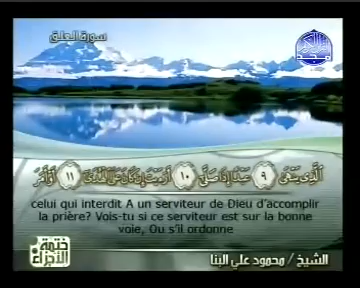 سورة العلق
المجد
الَّذِي يَنْهَىٰ ٩ عَبْدًا إِذَا صَلَّىٰ ١٠ أَرَأَيْتَ إِن كَانَ عَلَى الْهُدَىٰ ١١ أَوْ أَمَرَ
celui qui interdit A un serviteur de Dieu d'accomplir
la prière? Vois-tu si ce serviteur est sur la bonne
voie, Ou s'il ordonne
ختمة
الأجزاء
الشيخ / محمود علي البنا